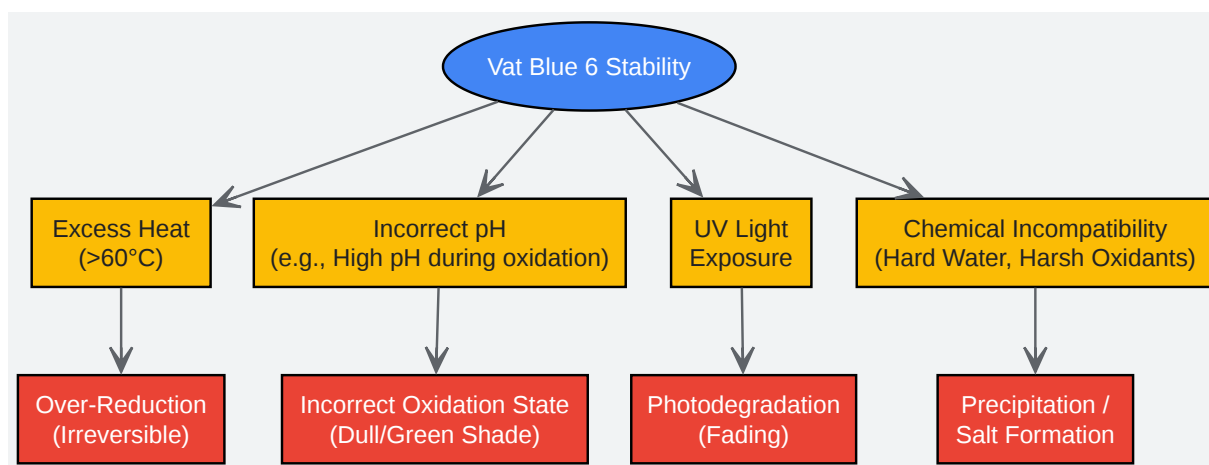 Vat Blue 6 Stability
Excess Heat
(>60°C)
Incorrect pH
(e.g., High pH during oxidation)
UV Light
Exposure
Chemical Incompatibility
(Hard Water, Harsh Oxidants)
Over-Reduction
(Irreversible)
Incorrect Oxidation State
(Dull/Green Shade)
Photodegradation
(Fading)
Precipitation /
Salt Formation